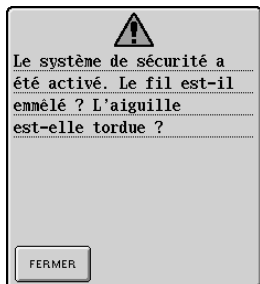 Le système de sécurité a
été activé. Le fil est-il
emmêlé ? L'aiguille
est-elle tordue ?
FERMER